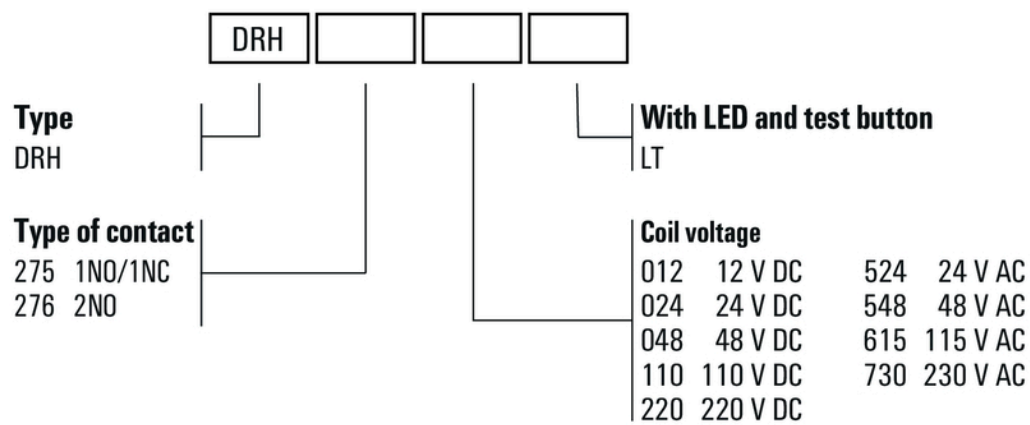 DRH
Type
DRH
With LED and test button
LT
Type of contact
275 1NO/1NC
276 2NO
Coil voltage
012 12 V DC 524 24 V AC
024 24 V DC 548 48 V AC
048 48 V DC 615 115 V AC
110 110 V DC 730 230 V AC
220 220 V DC